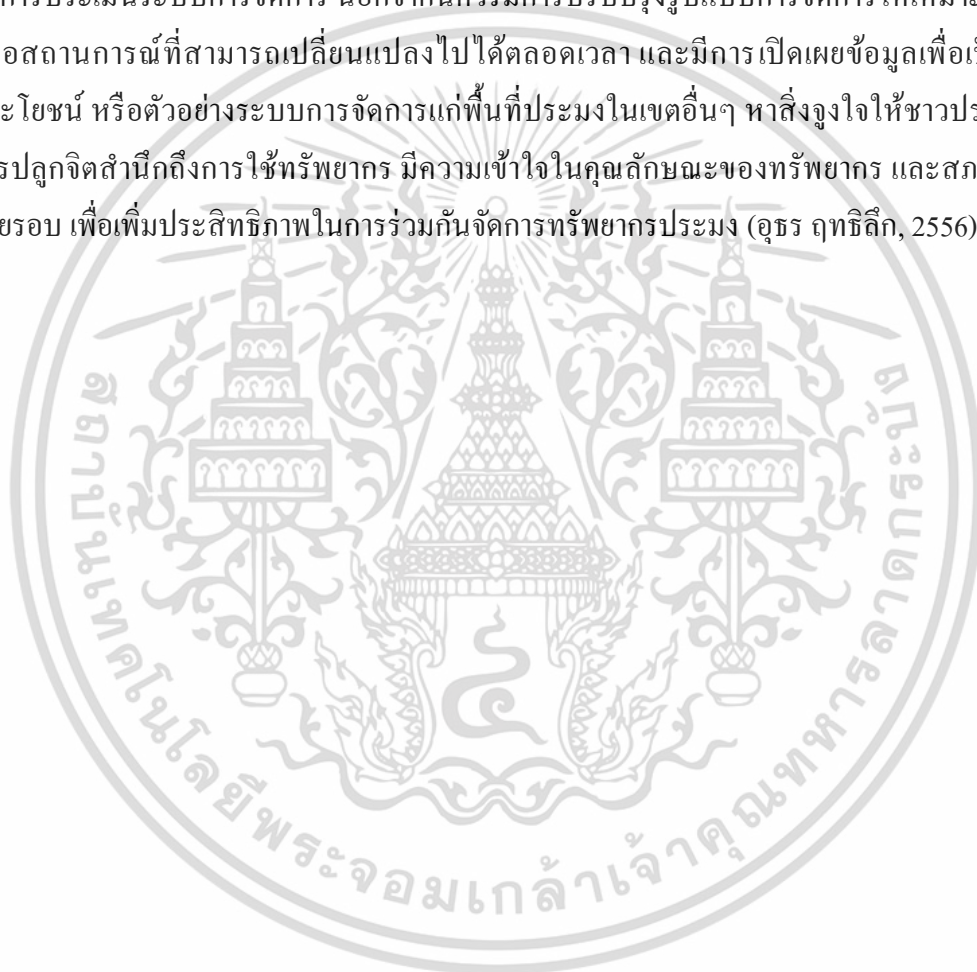 การประเมินระบบการจัดการ นอกจากนี้ควรมีการปรับปรุงรูปแบบการจัดการให้เหมาะ
อสถานการณ์ที่สามารถเปลี่ยนแปลงไปได้ตลอดเวลา และมีการเปิดเผยข้อมูลเพื่อเ
ะโยชน์ หรือตัวอย่างระบบการจัดการแก่พื้นที่ประมงในเขตอื่นๆ หาสิ่งจูงใจให้ชาวปร
รปลูกจิตสำนึกถึงการใช้ทรัพยากร มีความเข้าใจในคุณลักษณะของทรัพยากร และสภ
ยรอบ เพื่อเพิ่มประสิทธิภาพในการร่วมกันจัดการทรัพยากรประมง (อุธร ฤทธิลึก, 2556)
สถาบันเทคโนโลยีพระจอมเกล้าเจ้าคุณทหารลาดกระบัง